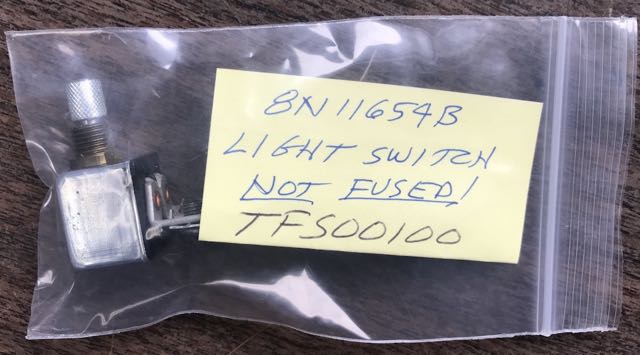 8N11654B
LIGHT SWITCH
NOT FUSED!
TFS00100